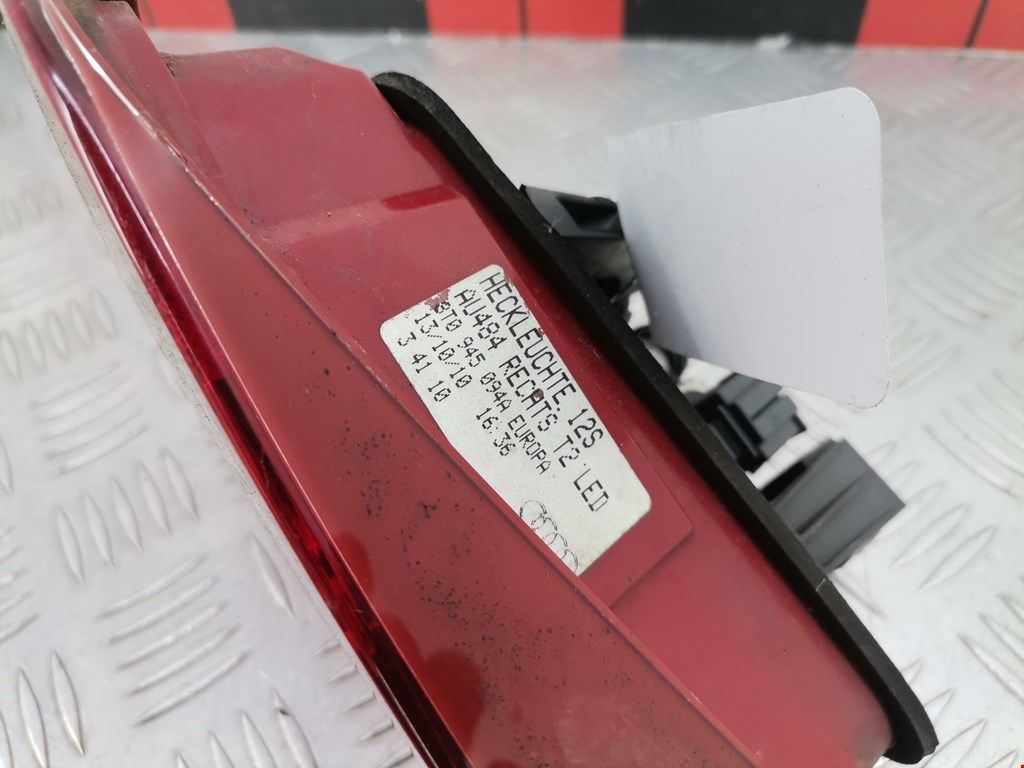 HECKLEUCHTE 12S
AU484 RECHTS T2 LED
8T0 945 094A EUROPA
13/10/10 16:36
3 41 10